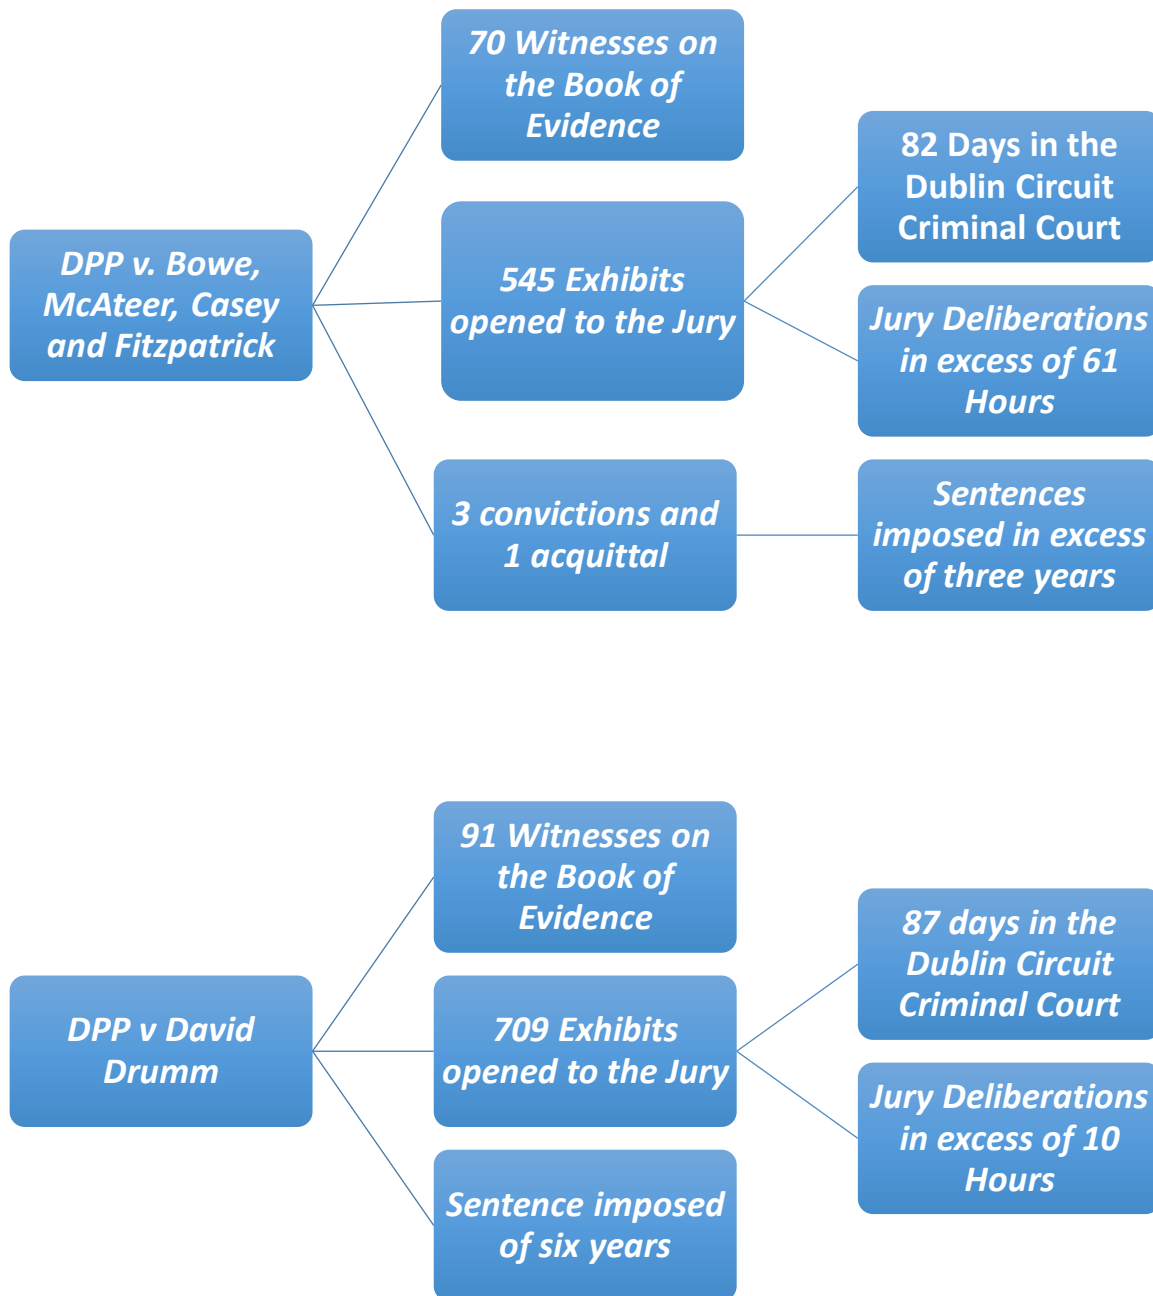 DPP v. Bowe,
McAteer, Casey
and Fitzpatrick
70 Witnesses on
the Book of
Evidence
545 Exhibits
opened to the Jury
82 Days in the
Dublin Circuit
Criminal Court
Jury Deliberations
in excess of 61
Hours
3 convictions and
1 acquittal
Sentences
imposed in excess
of three years
DPP v David
Drumm
91 Witnesses on
the Book of
Evidence
709 Exhibits
opened to the Jury
87 days in the
Dublin Circuit
Criminal Court
Jury Deliberations
in excess of 10
Hours
Sentence imposed
of six years